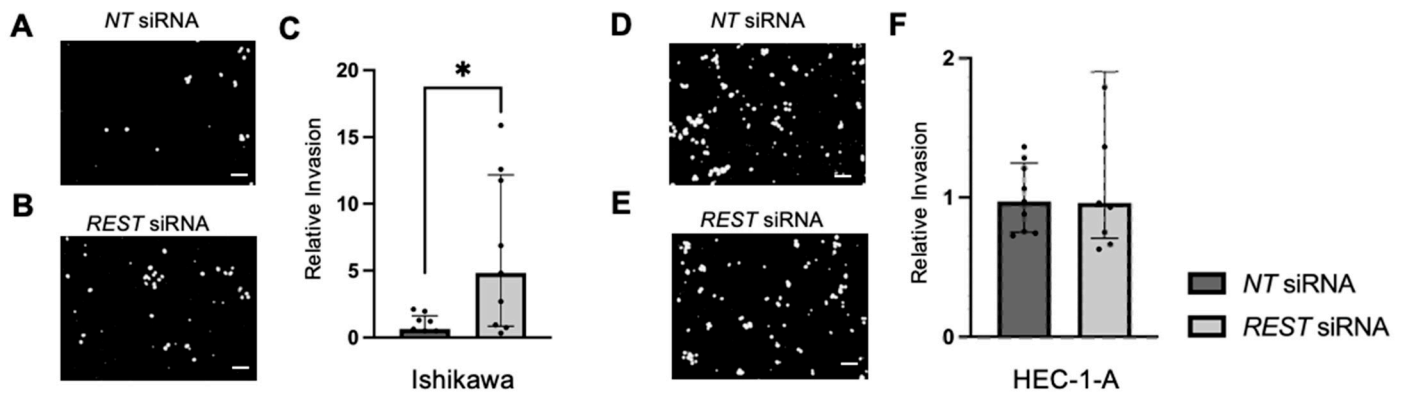 A
NT siRNA
B
REST siRNA
C
20
15
10
5
0
Relative Invasion
*
Ishikawa
D
NT siRNA
E
REST siRNA
F
2
1
0
Relative Invasion
HEC-1-A
NT siRNA
REST siRNA